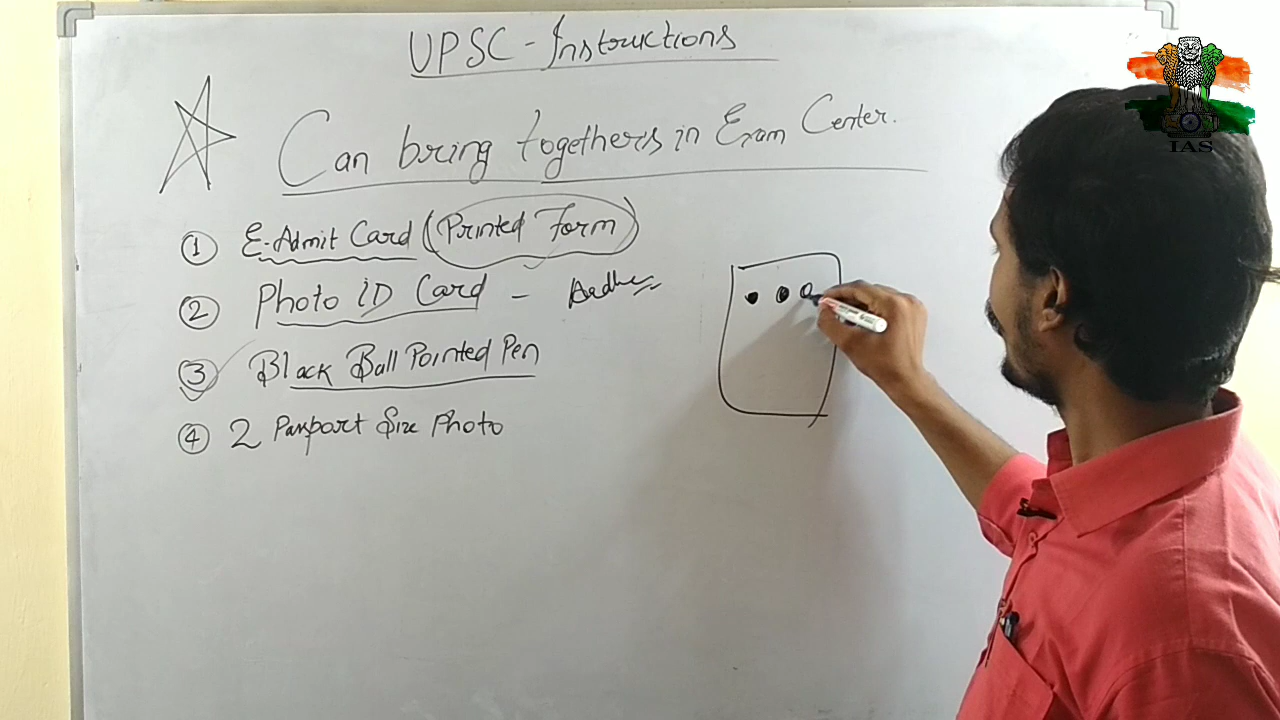 UPSC - Instructions
Can bring togethers in Exam Center.
① E-Admit Card (Printed Form)
② Photo ID Card -
③ Black Ball Pointed Pen
④ 2 Passport Size Photo
IAS